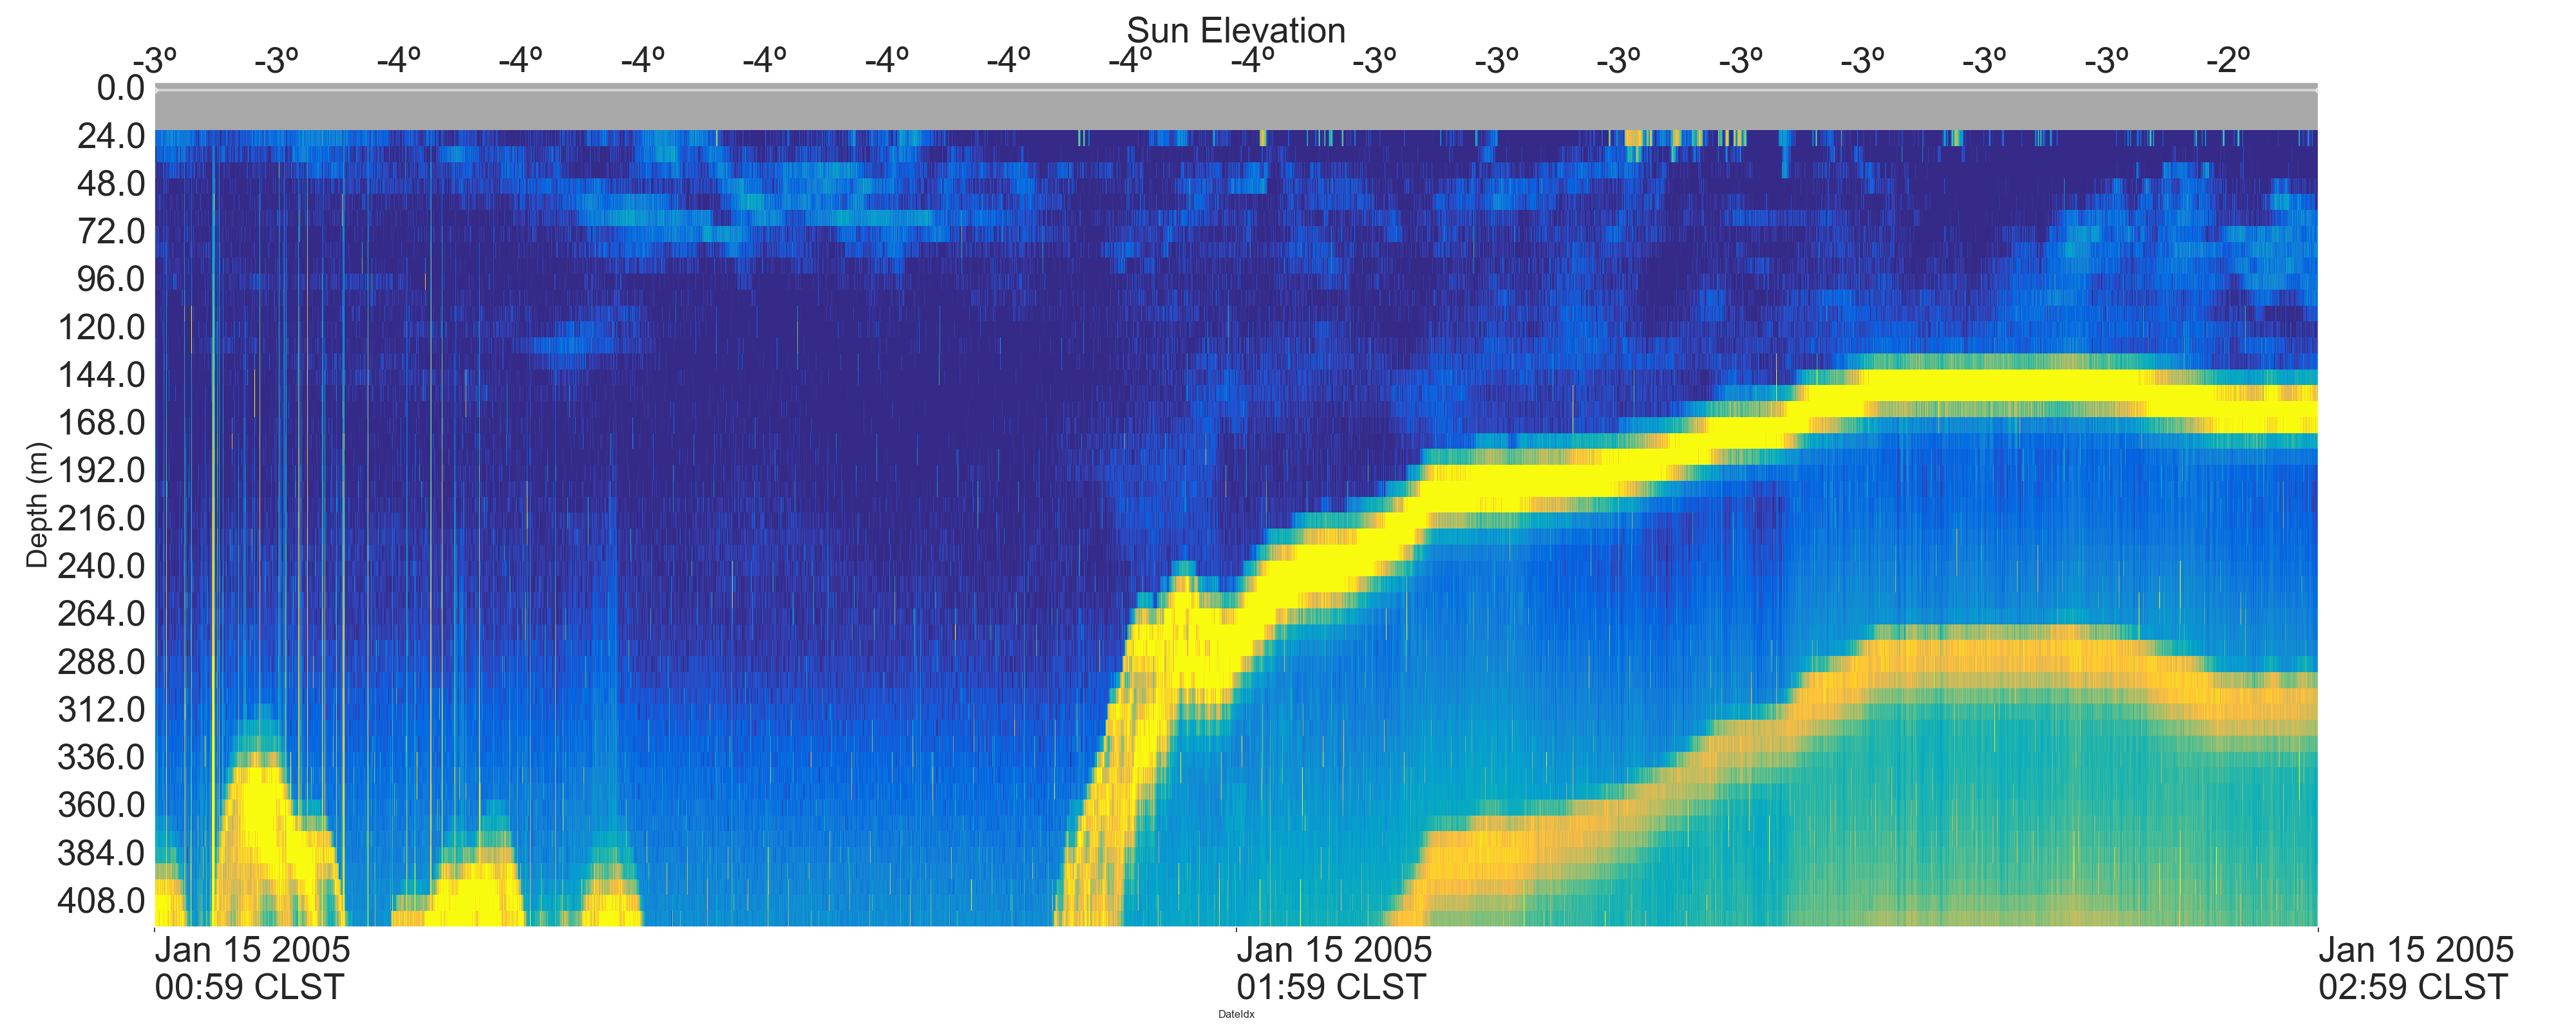 Sun Elevation
-3º -3º -4º -4º -4º -4º -4º -4º -4º -4º -3º -3º -3º -3º -3º -3º -3º -2º
0.0
24.0
48.0
72.0
96.0
120.0
144.0
168.0
192.0
216.0
240.0
264.0
288.0
312.0
336.0
360.0
384.0
408.0
Depth (m)
Jan 15 2005
00:59 CLST
Jan 15 2005
01:59 CLST
Jan 15 2005
02:59 CLST
DateIdx